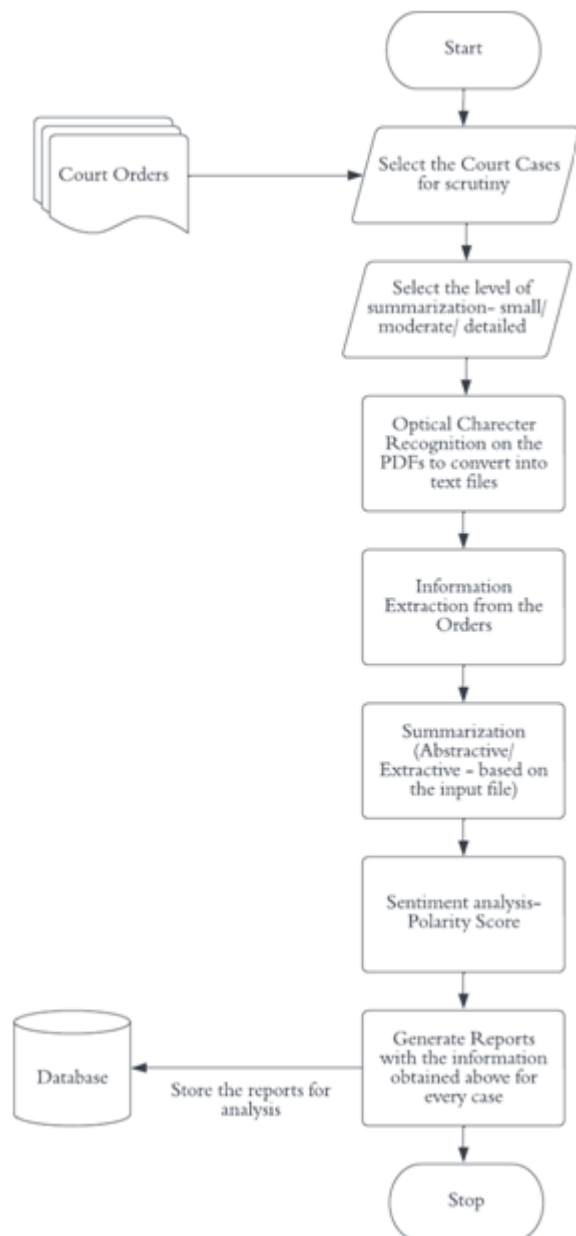 Start
Court Orders
Select the Court Cases
for scrutiny
Select the level of
summarization- small/
moderate/ detailed
Optical Charecter
Recognition on the
PDFs to convert into
text files
Information
Extraction from the
Orders
Summarization
(Abstractive/
Extractive - based on
the input file)
Sentiment analysis-
Polarity Score
Generate Reports
with the information
obtained above for
every case
Database
Store the reports for
analysis
Stop